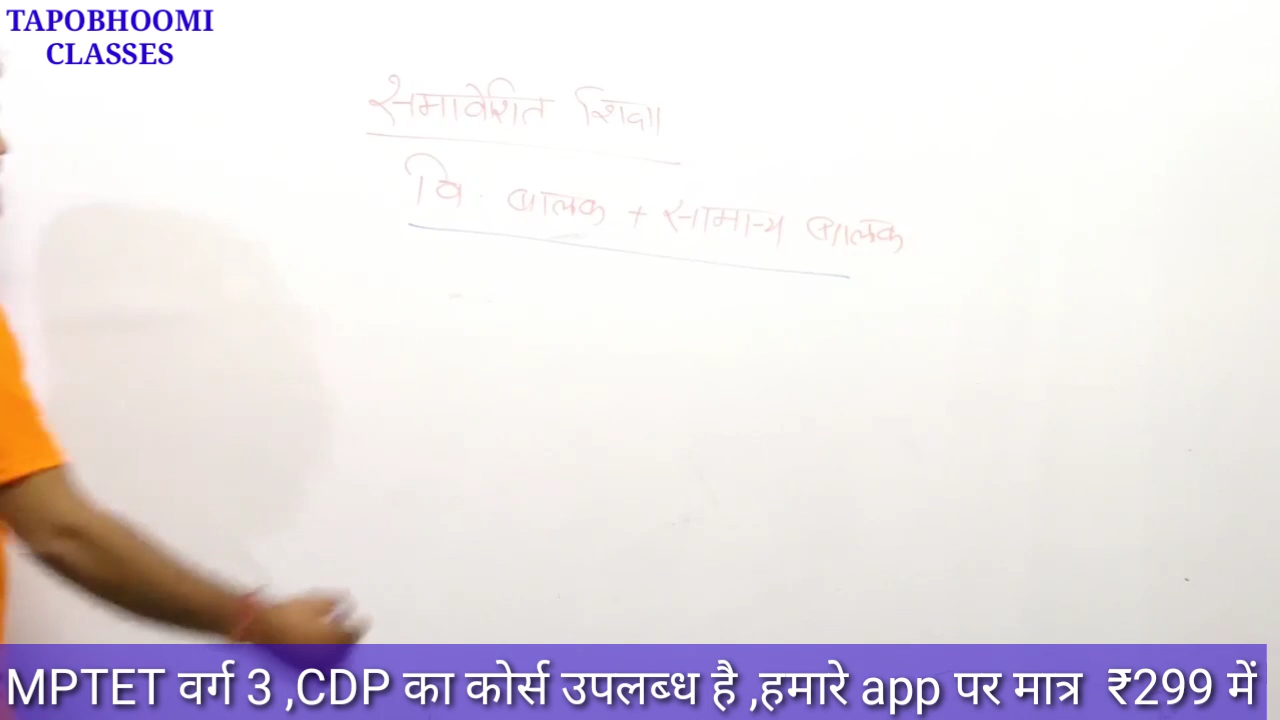 TAPOBHOOMI
CLASSES
समावेशित शिक्षा
वि. बालक + सामान्य बालक
MPTET वर्ग 3 ,CDP का कोर्स उपलब्ध है ,हमारे app पर मात्र ₹299 में